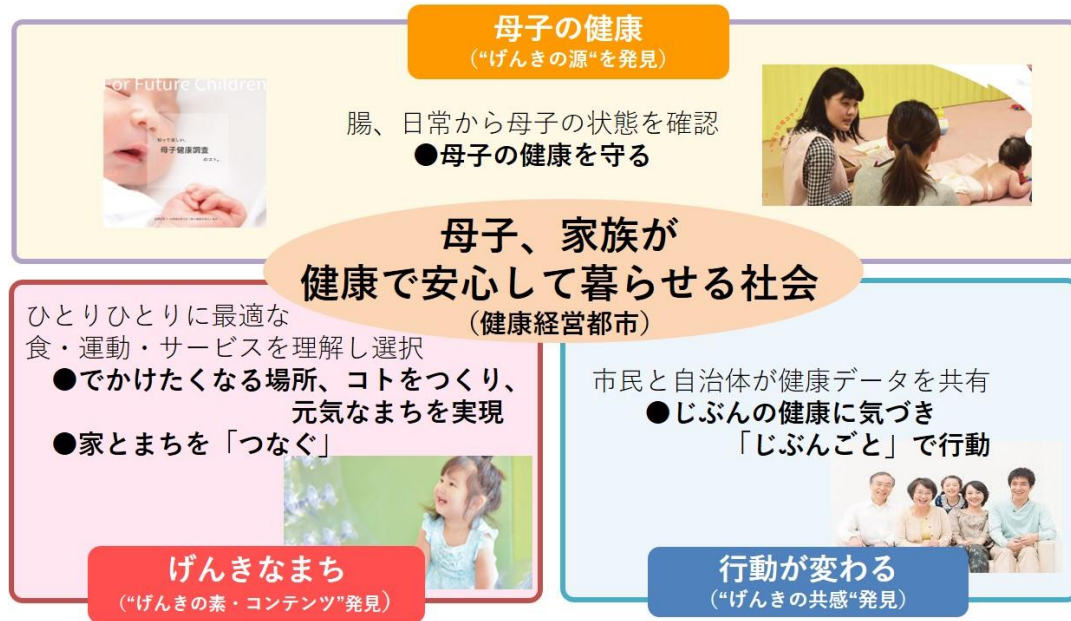 母子の健康
(“げんきの源“を発見)
For Future Children
母子健康調査
腸、日常から母子の状態を確認
●母子の健康を守る
母子、家族が
健康で安心して暮らせる社会
(健康経営都市)
ひとりひとりに最適な
食・運動・サービスを理解し選択
●でかけたくなる場所、コトをつくり、
元気なまちを実現
●家とまちを「つなぐ」
げんきなまち
(“げんきの素・コンテンツ”発見)
市民と自治体が健康データを共有
●じぶんの健康に気づき
「じぶんごと」で行動
行動が変わる
(“げんきの共感“発見)